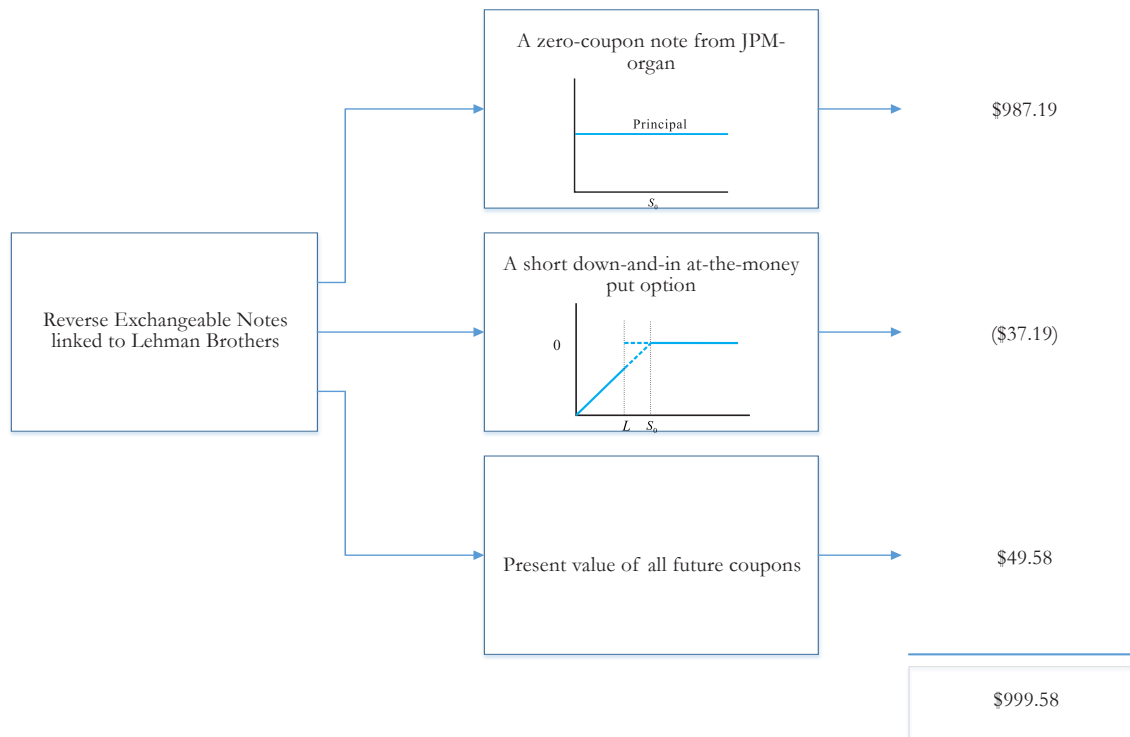 A zero-coupon note from JPM-
organ
Principal
S₀
$987.19
Reverse Exchangeable Notes
linked to Lehman Brothers
A short down-and-in at-the-money
put option
0
L S₀
($37.19)
Present value of all future coupons
$49.58
$999.58